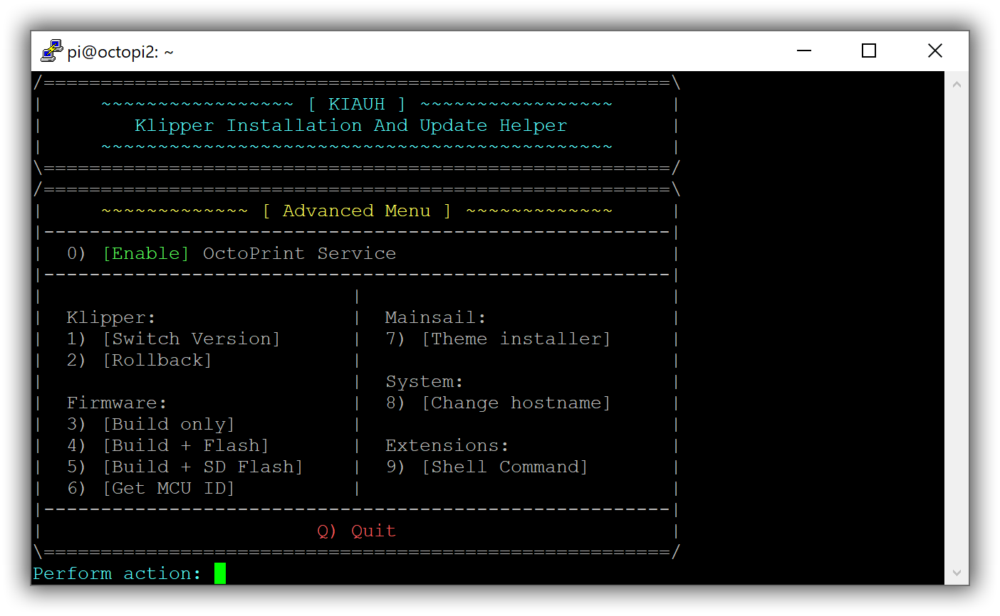 pi@octopi2: ~
/=======================================================\
|     ~~~~~~~~~~~~~~~~~ [ KIAUH ] ~~~~~~~~~~~~~~~~~     |
|        Klipper Installation And Update Helper         |
|     ~~~~~~~~~~~~~~~~~~~~~~~~~~~~~~~~~~~~~~~~~~~~~     |
\=======================================================/
/=======================================================\
|     ~~~~~~~~~~~~~ [ Advanced Menu ] ~~~~~~~~~~~~~     |
|-------------------------------------------------------|
|  0) [Enable] OctoPrint Service                        |
|-------------------------------------------------------|
|                           |                           |
|  Klipper:                 |  Mainsail:                |
|  1) [Switch Version]      |  7) [Theme installer]     |
|  2) [Rollback]            |                           |
|                           |  System:                  |
|  Firmware:                |  8) [Change hostname]     |
|  3) [Build only]          |                           |
|  4) [Build + Flash]       |  Extensions:              |
|  5) [Build + SD Flash]    |  9) [Shell Command]       |
|  6) [Get MCU ID]          |                           |
|-------------------------------------------------------|
|                        Q) Quit                        |
\=======================================================/
Perform action: